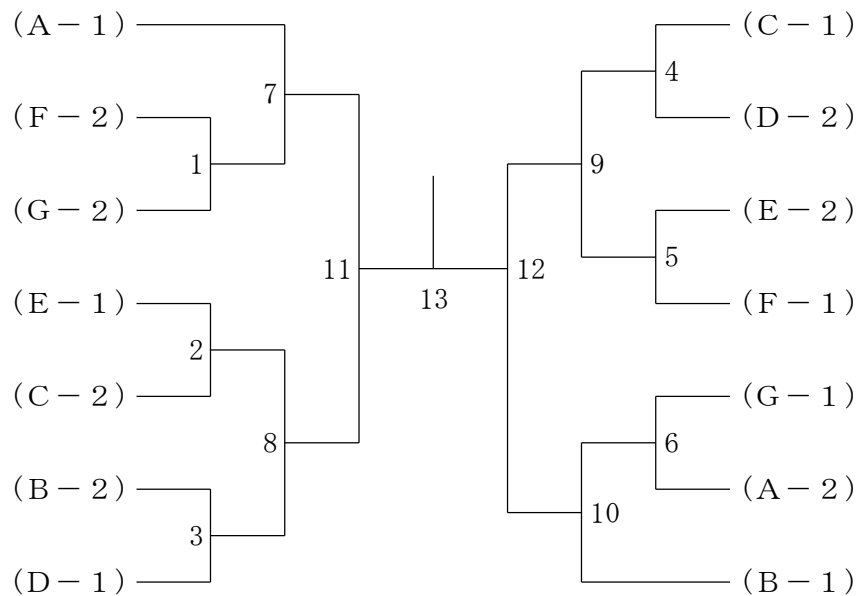 （Ａ－１）
（Ｆ－２）
（Ｇ－２）
（Ｅ－１）
（Ｃ－２）
（Ｂ－２）
（Ｄ－１）
1
2
3
7
8
11
13
12
9
10
4
5
6
（Ｃ－１）
（Ｄ－２）
（Ｅ－２）
（Ｆ－１）
（Ｇ－１）
（Ａ－２）
（Ｂ－１）